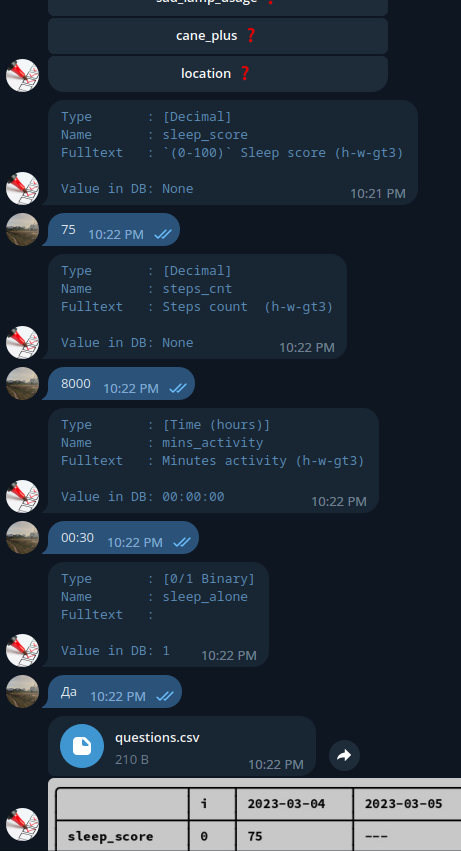 sad_lamp_usage ❓
cane_plus ❓
location ❓
Type : [Decimal]
Name : sleep_score
Fulltext : `(0-100)` Sleep score (h-w-gt3)
Value in DB: None
10:21 PM
75 10:22 PM
Type : [Decimal]
Name : steps_cnt
Fulltext : Steps count (h-w-gt3)
Value in DB: None
10:22 PM
8000 10:22 PM
Type : [Time (hours)]
Name : mins_activity
Fulltext : Minutes activity (h-w-gt3)
Value in DB: 00:00:00
10:22 PM
00:30 10:22 PM
Type : [0/1 Binary]
Name : sleep_alone
Fulltext :
Value in DB: 1
10:22 PM
Да 10:22 PM
questions.csv
210 B
10:22 PM
i 2023-03-04 2023-03-05
sleep_score 0 75 ---